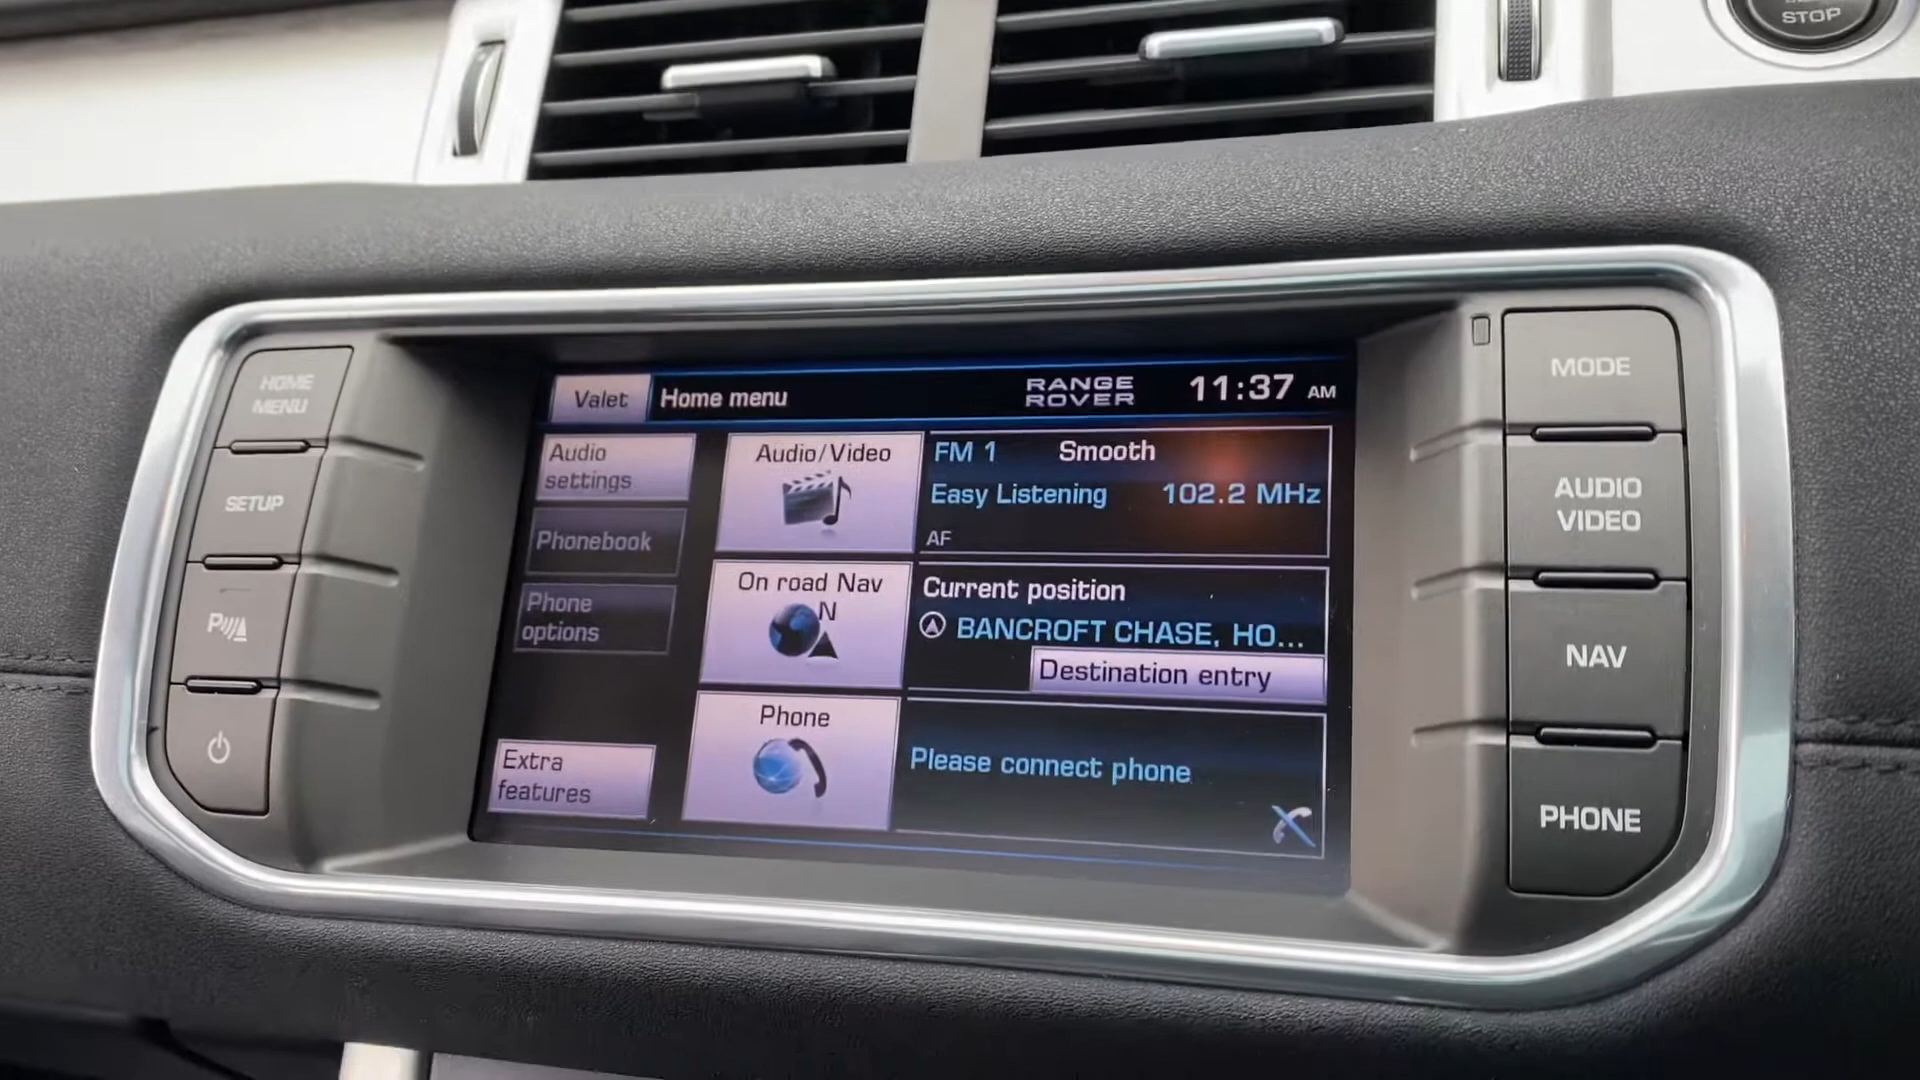 STOP
HOME
MENU
SETUP
P
Valet
Home menu
RANGE
ROVER
11:37 AM
Audio
settings
Phonebook
Phone
options
Extra
features
Audio/Video
On road Nav
N
Phone
FM 1 Smooth
Easy Listening 102.2 MHz
AF
Current position
BANCROFT CHASE, HO...
Destination entry
Please connect phone
MODE
AUDIO
VIDEO
NAV
PHONE